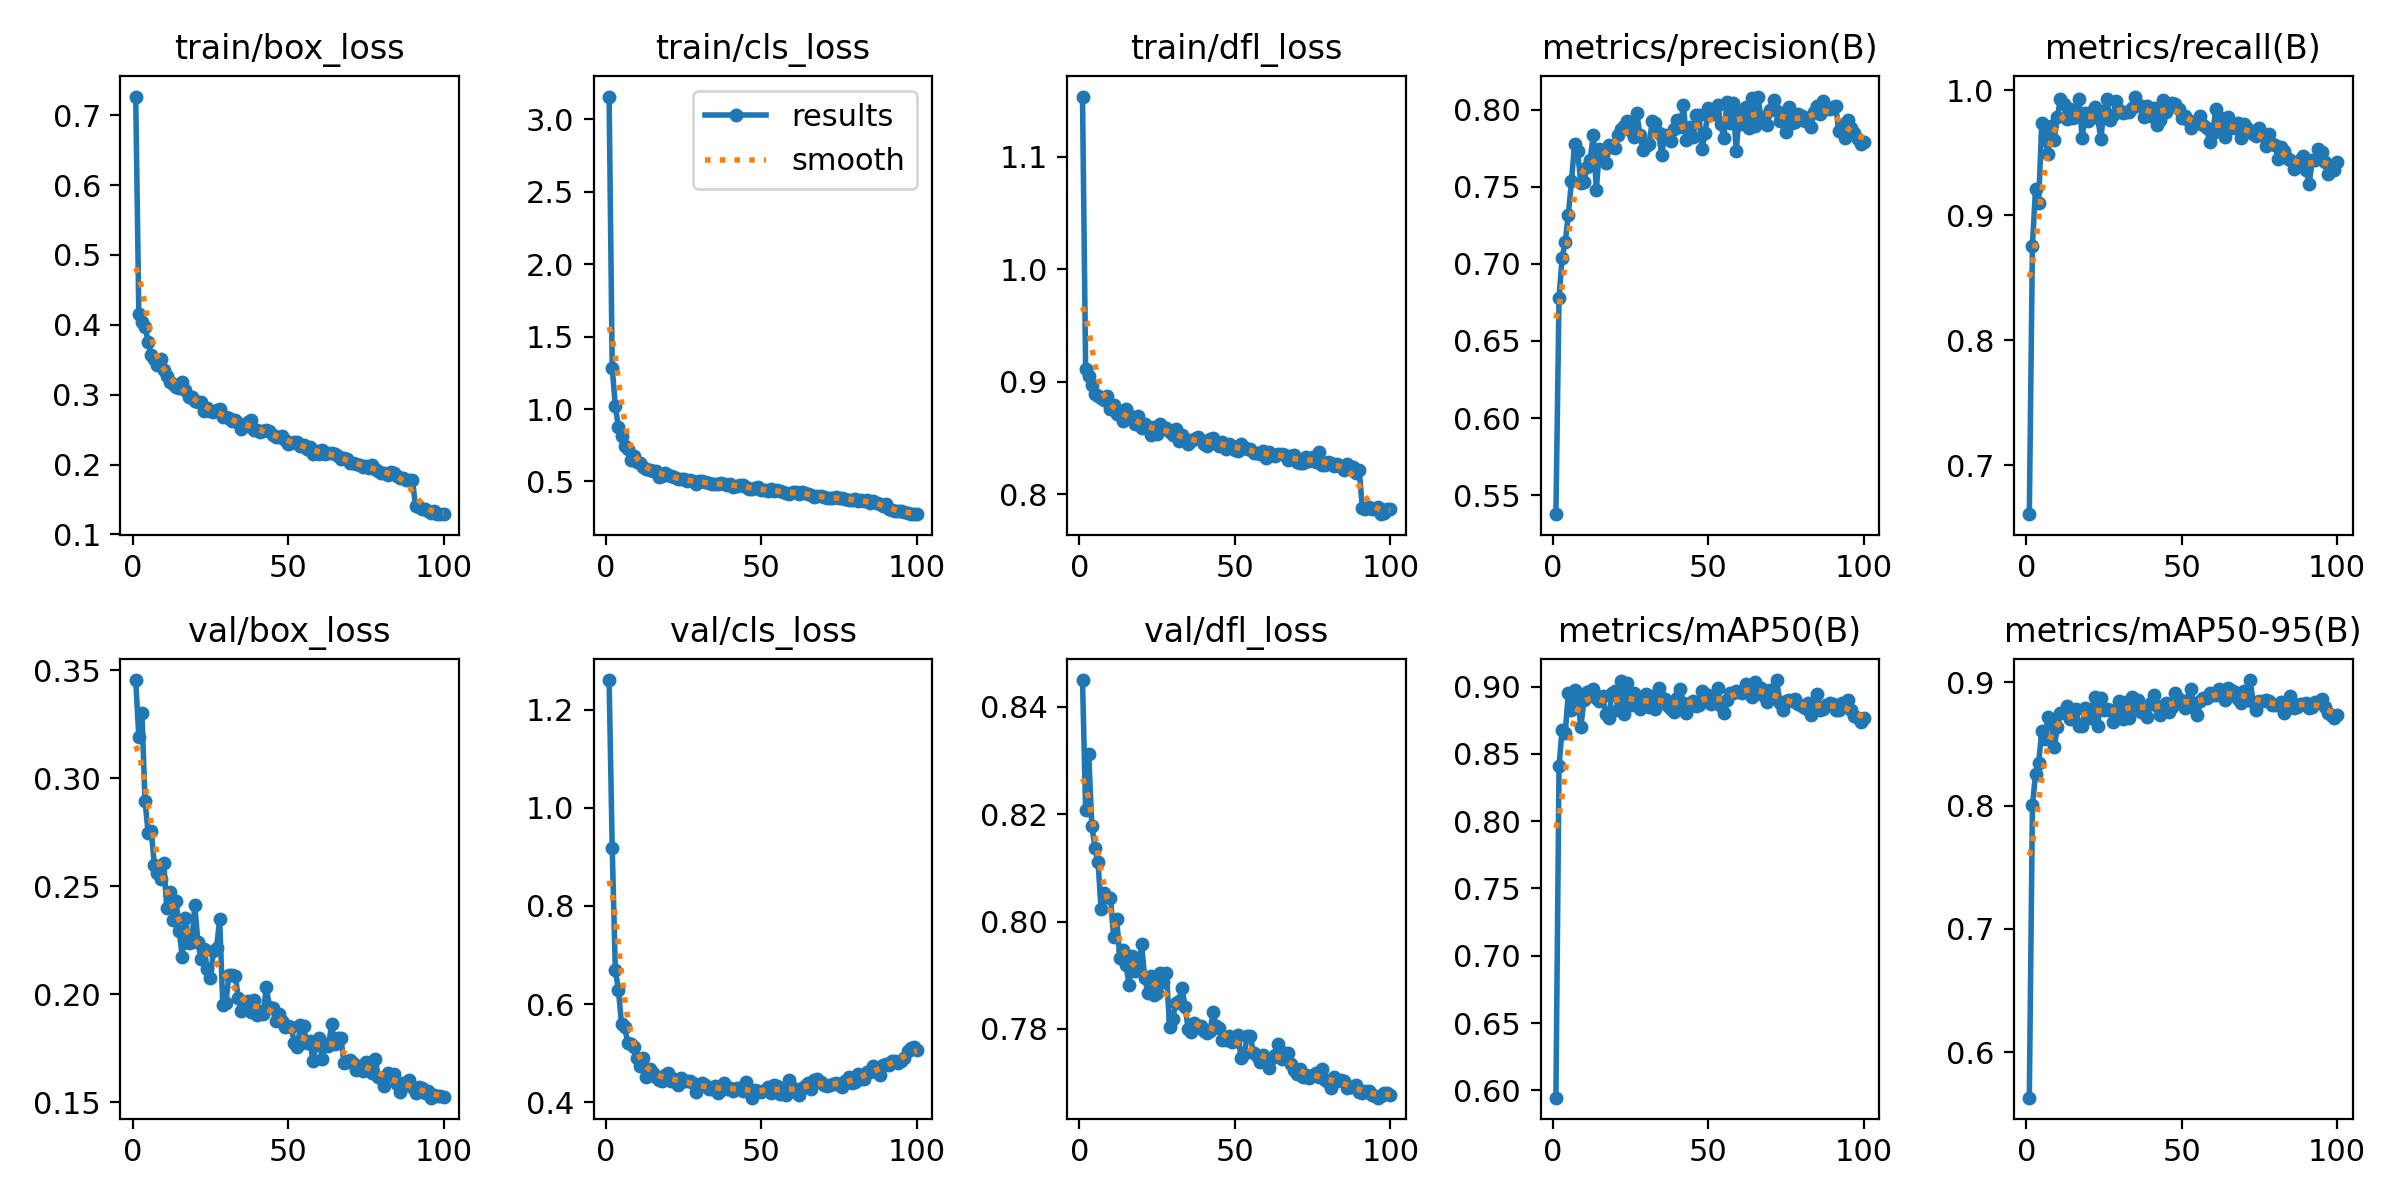 train/box_loss
0.7
0.6
0.5
0.4
0.3
0.2
0.1
0 50 100
train/cls_loss
results
smooth
3.0
2.5
2.0
1.5
1.0
0.5
0 50 100
train/dfl_loss
1.1
1.0
0.9
0.8
0 50 100
metrics/precision(B)
0.80
0.75
0.70
0.65
0.60
0.55
0 50 100
metrics/recall(B)
1.0
0.9
0.8
0.7
0 50 100
val/box_loss
0.35
0.30
0.25
0.20
0.15
0 50 100
val/cls_loss
1.2
1.0
0.8
0.6
0.4
0 50 100
val/dfl_loss
0.84
0.82
0.80
0.78
0 50 100
metrics/mAP50(B)
0.90
0.85
0.80
0.75
0.70
0.65
0.60
0 50 100
metrics/mAP50-95(B)
0.9
0.8
0.7
0.6
0 50 100